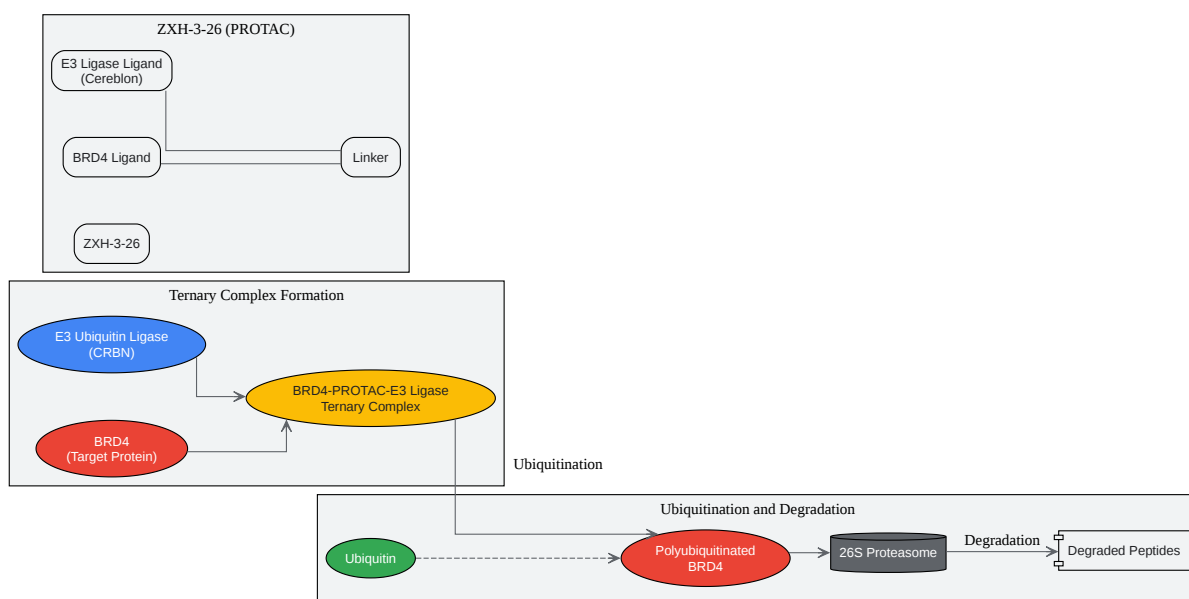 ZXH-3-26 (PROTAC)
E3 Ligase Ligand
(Cereblon)
BRD4 Ligand
Linker
ZXH-3-26
Ternary Complex Formation
E3 Ubiquitin Ligase
(CRBN)
BRD4-PROTAC-E3 Ligase
Ternary Complex
BRD4
(Target Protein)
Ubiquitination
Ubiquitination and Degradation
Ubiquitin
Polyubiquitinated
BRD4
26S Proteasome
Degradation
Degraded Peptides